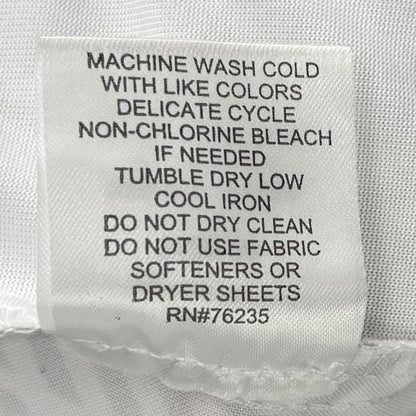 MACHINE WASH COLD
WITH LIKE COLORS
DELICATE CYCLE
NON-CHLORINE BLEACH
IF NEEDED
TUMBLE DRY LOW
COOL IRON
DO NOT DRY CLEAN
DO NOT USE FABRIC
SOFTENERS OR
DRYER SHEETS
RN#76235